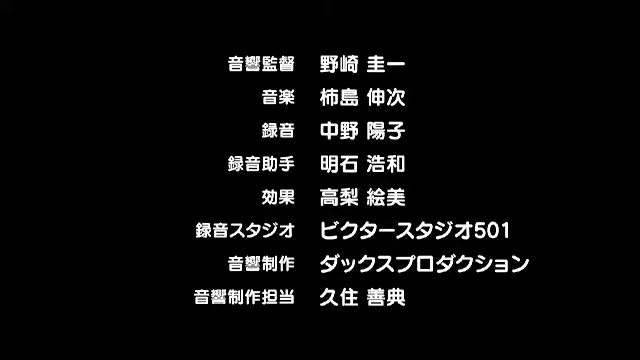 音響監督 野崎 圭一
音楽 柿島 伸次
録音 中野 陽子
録音助手 明石 浩和
効果 高梨 絵美
録音スタジオ ビクタースタジオ501
音響制作 ダックスプロダクション
音響制作担当 久住 善典